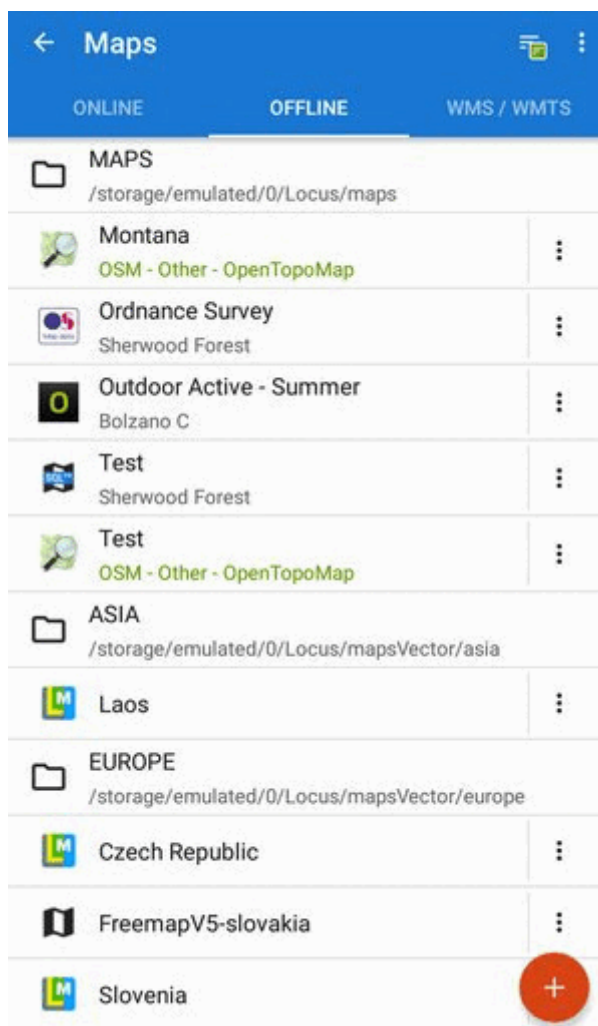 Maps
ONLINE OFFLINE WMS / WMTS
MAPS
/storage/emulated/0/Locus/maps
Montana
OSM - Other - OpenTopoMap
Ordnance Survey
Sherwood Forest
Outdoor Active - Summer
Bolzano C
Test
Sherwood Forest
Test
OSM - Other - OpenTopoMap
ASIA
/storage/emulated/0/Locus/mapsVector/asia
Laos
EUROPE
/storage/emulated/0/Locus/mapsVector/europe
Czech Republic
FreemapV5-slovakia
Slovenia